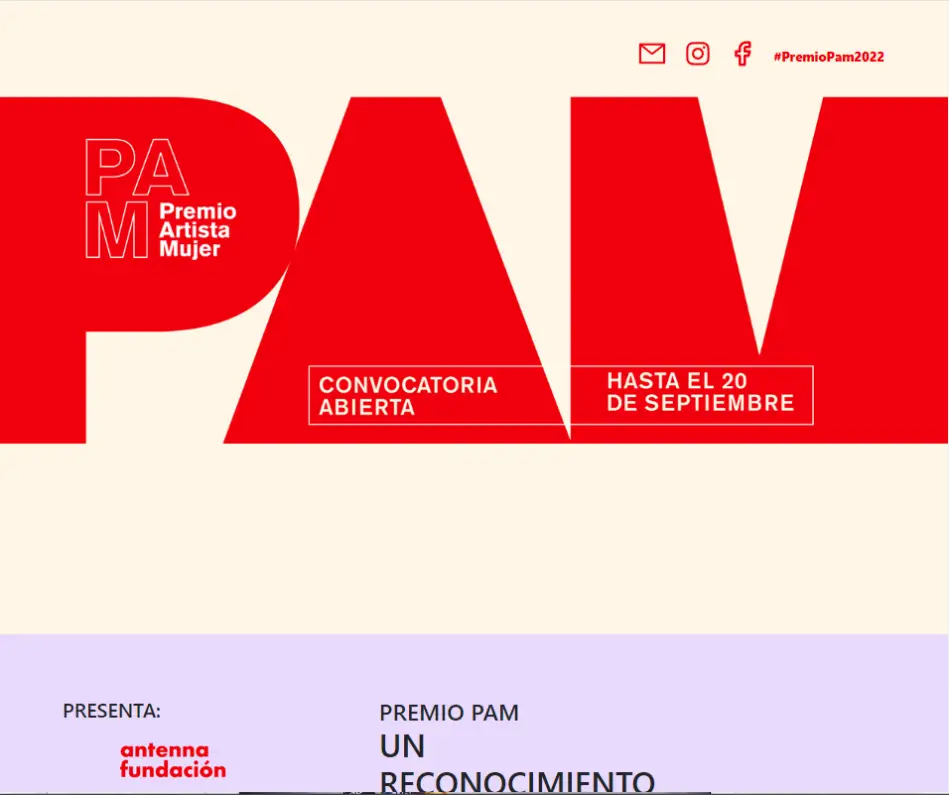 #PremioPam2022
PAM
PA
M
Premio
Artista
Mujer
CONVOCATORIA
ABIERTA
HASTA EL 20
DE SEPTIEMBRE
PRESENTA:
antenna
fundación
PREMIO PAM
UN
RECONOCIMIENTO